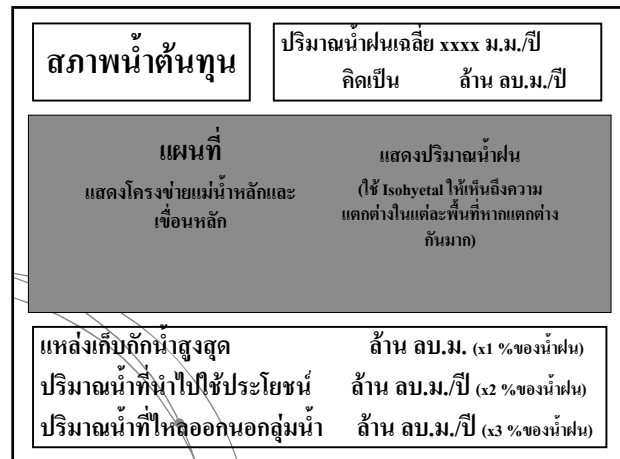 สภาพน้ำต้นทุน
ปริมาณน้ำฝนเฉลี่ย xxxx ม.ม./ปี
คิดเป็น ล้าน ลบ.ม./ปี
แผนที่
แสดงโครงข่ายแม่น้ำหลักและ
เขื่อนหลัก
แสดงปริมาณน้ำฝน
(ใช้ Isohyetal ให้เห็นถึงความ
แตกต่างในแต่ละพื้นที่หากแตกต่าง
กันมาก)
แหล่งเก็บกักน้ำสูงสุด ล้าน ลบ.ม. (x1 %ของน้ำฝน)
ปริมาณน้ำที่นำไปใช้ประโยชน์ ล้าน ลบ.ม./ปี (x2 %ของน้ำฝน)
ปริมาณน้ำที่ไหลออกนอกลุ่มน้ำ ล้าน ลบ.ม./ปี (x3 %ของน้ำฝน)